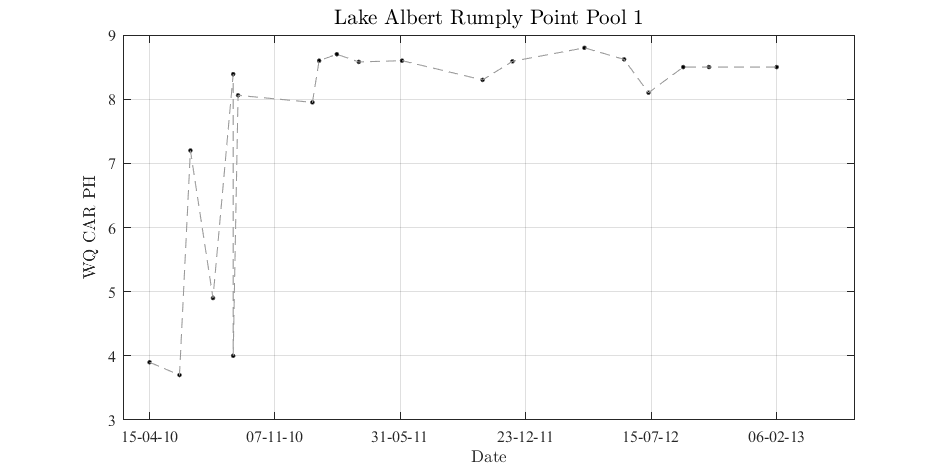 Lake Albert Rumply Point Pool 1
9
8
7
6
5
4
3
WQ CAR PH
15-04-10 07-11-10 31-05-11 23-12-11 15-07-12 06-02-13
Date